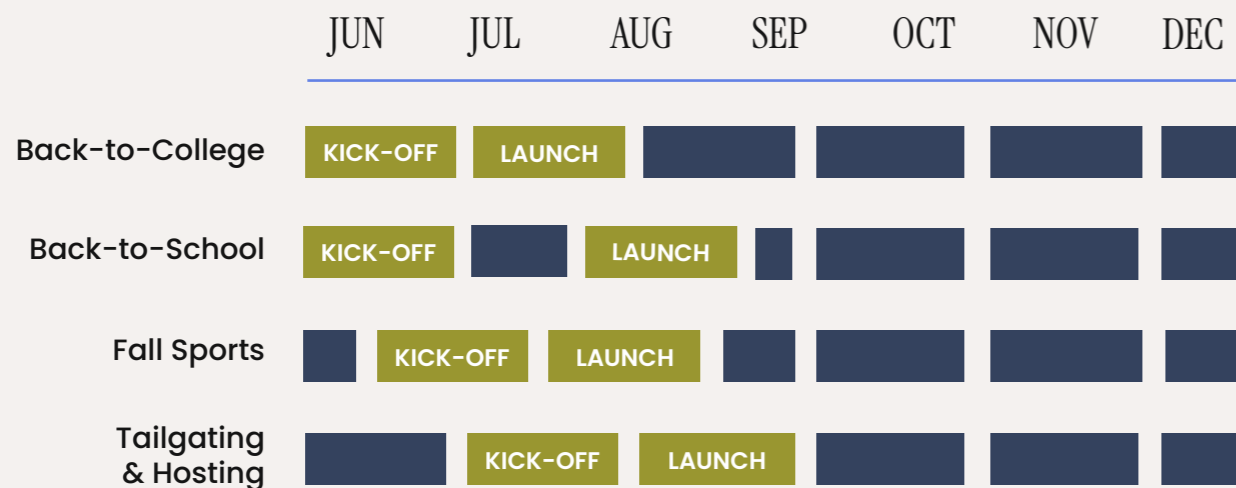 JUN JUL AUG SEP OCT NOV DEC
Back-to-College KICK-OFF LAUNCH
Back-to-School KICK-OFF LAUNCH
Fall Sports KICK-OFF LAUNCH
Tailgating
& Hosting KICK-OFF LAUNCH